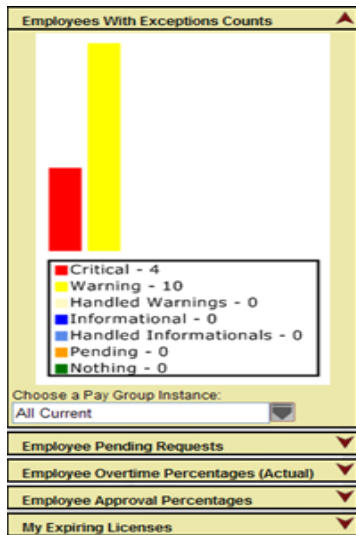 Employees With Exceptions Counts
Critical - 4
Warning - 10
Handled Warnings - 0
Informational - 0
Handled Informationals - 0
Pending - 0
Nothing - 0
Choose a Pay Group Instance:
All Current
Employee Pending Requests
Employee Overtime Percentages (Actual)
Employee Approval Percentages
My Expiring Licenses